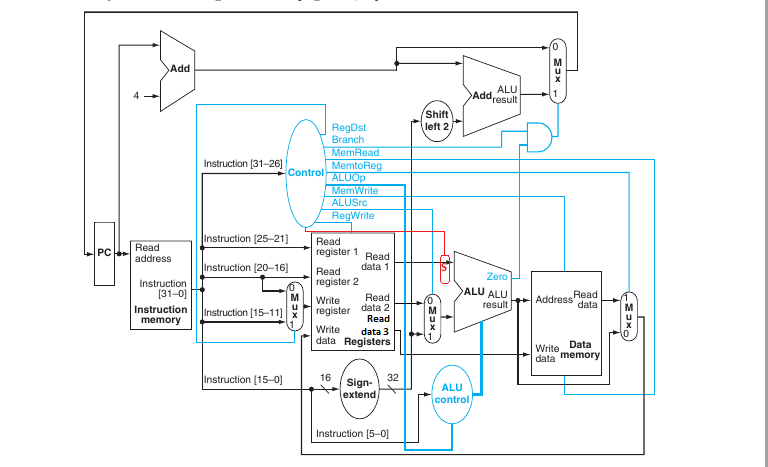 Add
4
Add ALU
result
0
M
u
x
1
Shift
left 2
RegDst
Branch
MemRead
MemtoReg
ALUOp
MemWrite
ALUSrc
RegWrite
Control
Instruction [31–26]
Instruction [25–21]
Instruction [20–16]
Instruction [15–11]
Instruction [15–0]
Instruction [5–0]
PC
Read
address
Instruction
[31–0]
Instruction
memory
0
M
u
x
1
Read
register 1
Read
register 2
Write
register
Write
data
Read
data 1
Read
data 2
Read
data 3
Registers
S
0
M
u
x
1
Zero
ALU ALU
result
Address
Read
data
Write
data
Data
memory
1
M
u
x
0
16
Sign-
extend
32
ALU
control